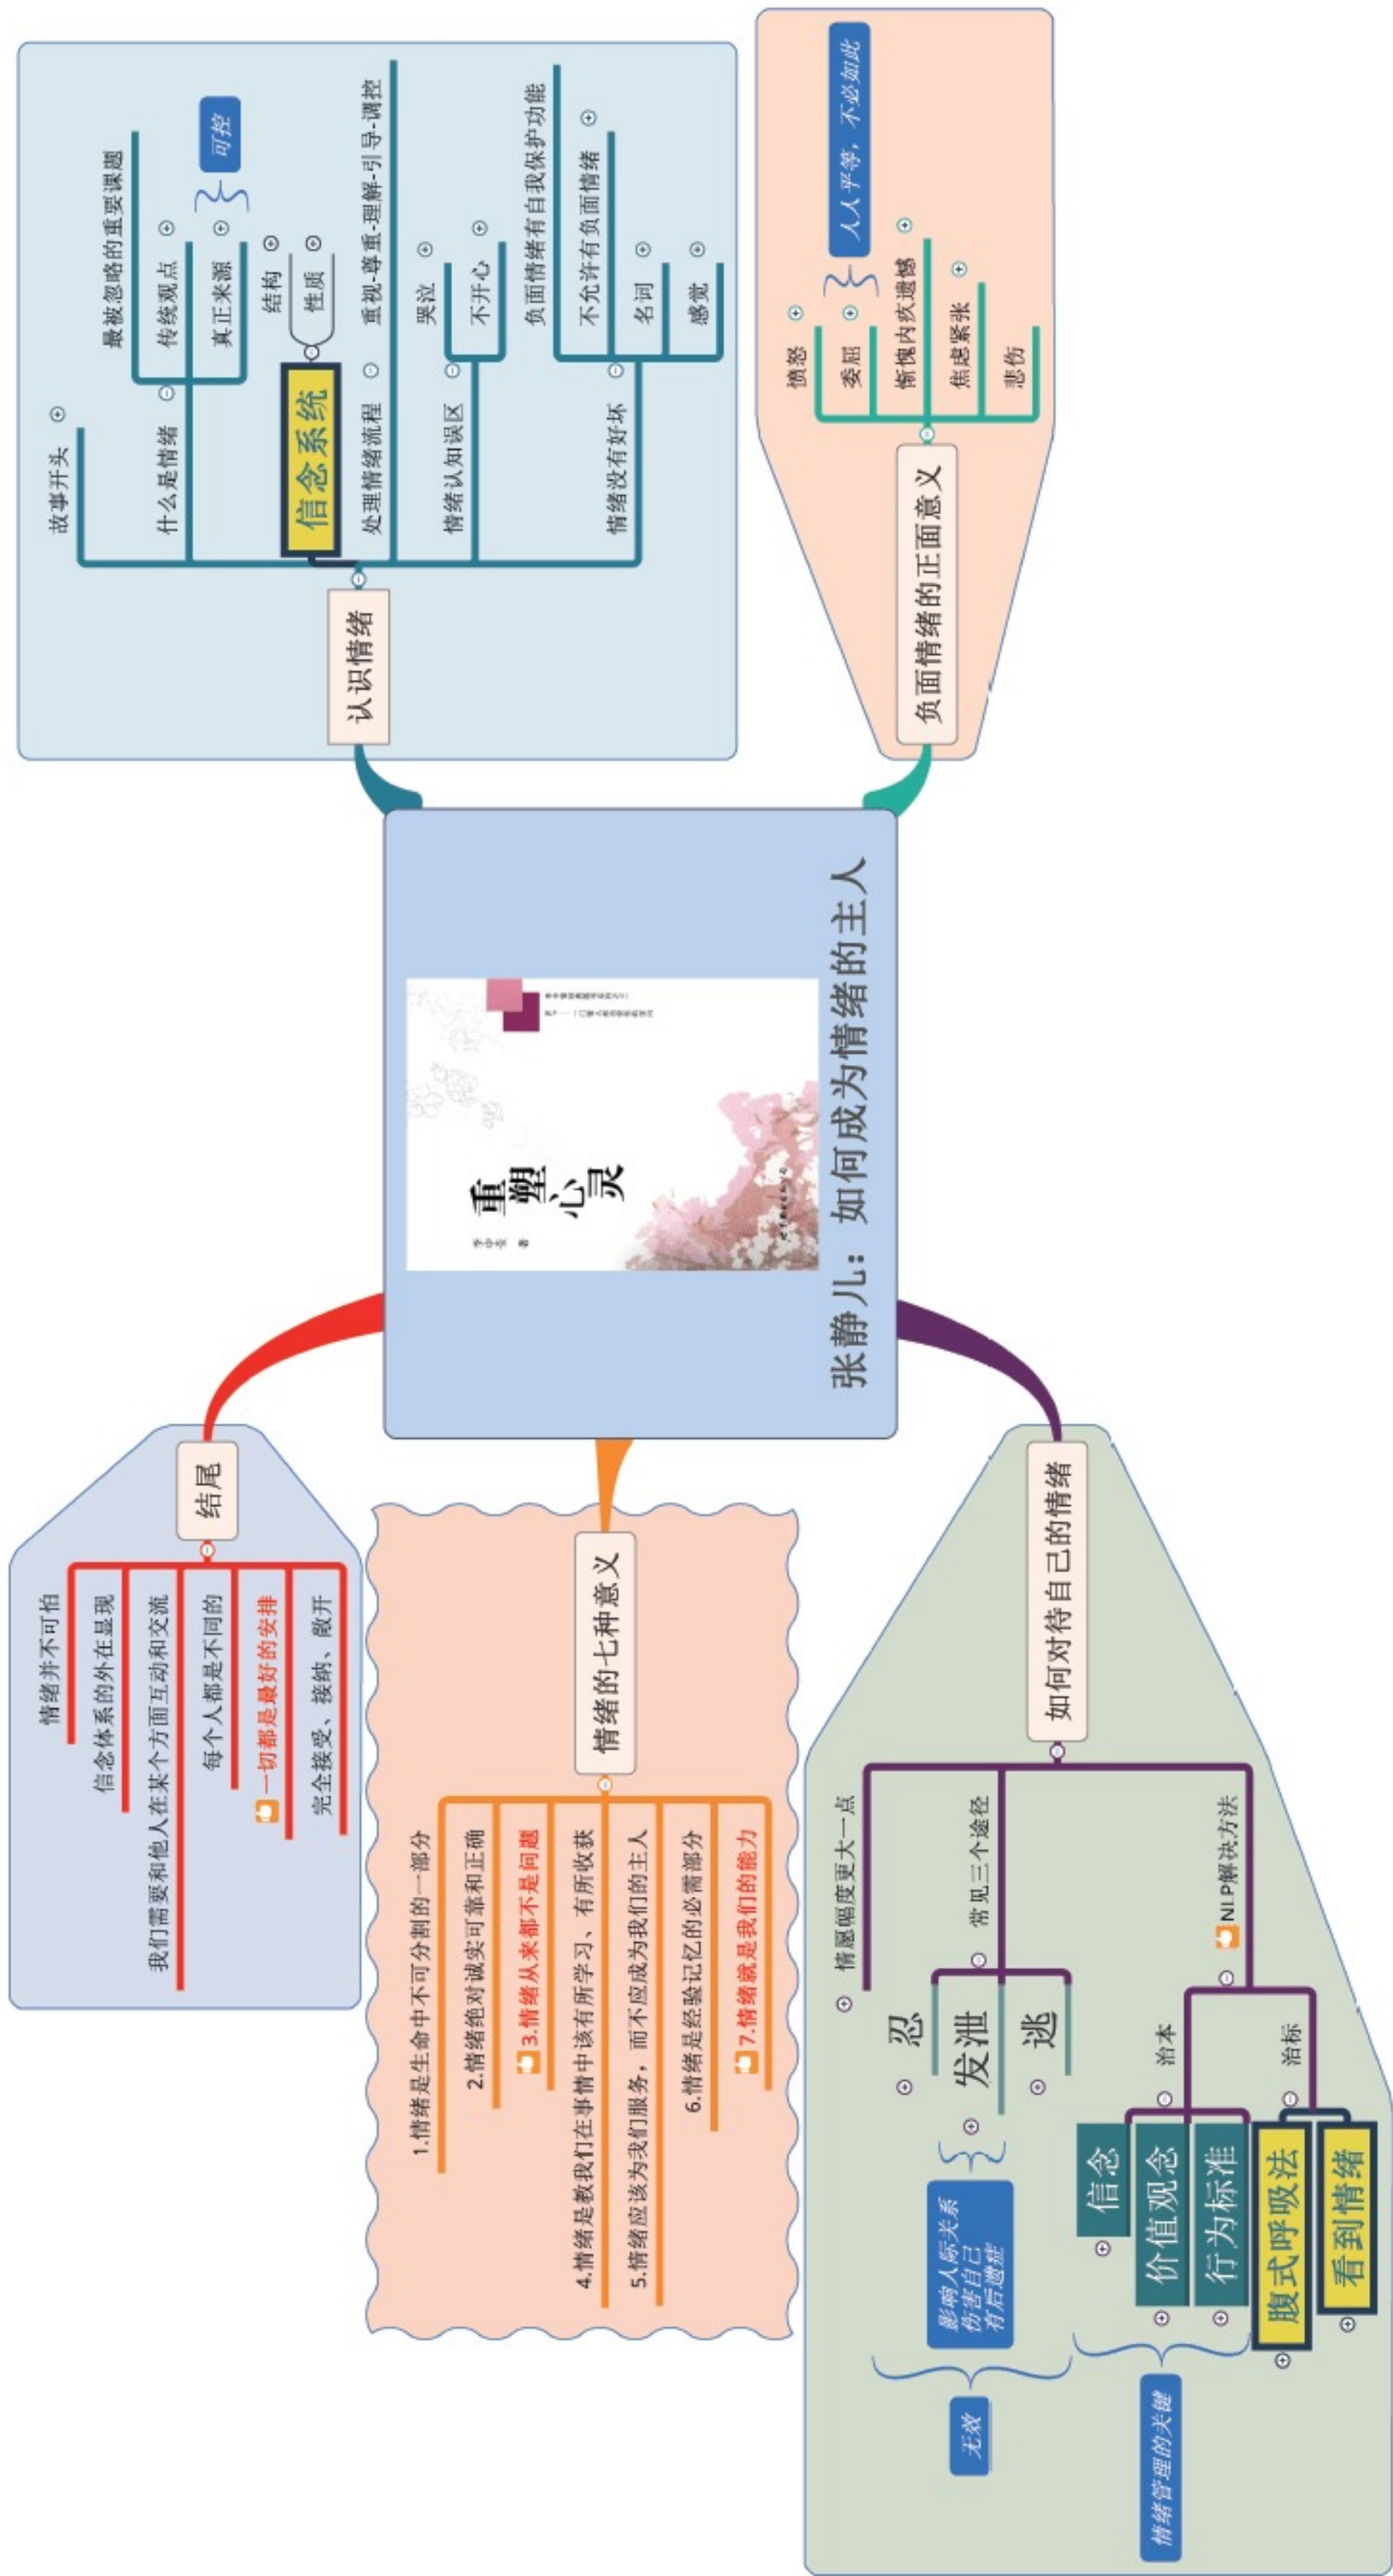 张静儿：如何成为情绪的主人
重塑心灵
李中莹 著
认识情绪
故事开头
什么是情绪
最被忽略的重要课题
传统观点
真正来源
可控
信念系统
结构
性质
处理情绪流程
重视-尊重-理解-引导-调控
情绪认知误区
哭泣
不开心
情绪没有好坏
负面情绪有自我保护功能
不允许有负面情绪
名词
感觉
负面情绪的正面意义
愤怒
委屈
人人平等，不必如此
惭愧内疚遗憾
焦虑紧张
悲伤
如何对待自己的情绪
情愿幅度更大一点
常见三个途径
忍
发泄
逃
影响人际关系
伤害自己
有后遗症
无效
NLP解决方法
治本
信念
价值观念
行为标准
情绪管理的关键
治标
腹式呼吸法
看到情绪
情绪的七种意义
1.情绪是生命中不可分割的一部分
2.情绪绝对诚实可靠和正确
3.情绪从来都不是问题
4.情绪是教我们在事情中该有所学习、有所收获
5.情绪应该为我们服务，而不应成为我们的主人
6.情绪是经验记忆的必需部分
7.情绪就是我们的能力
结尾
情绪并不可怕
信念体系的外在显现
我们需要和他人在某个方面互动和交流
每个人都是不同的
一切都是最好的安排
完全接受、接纳、敞开